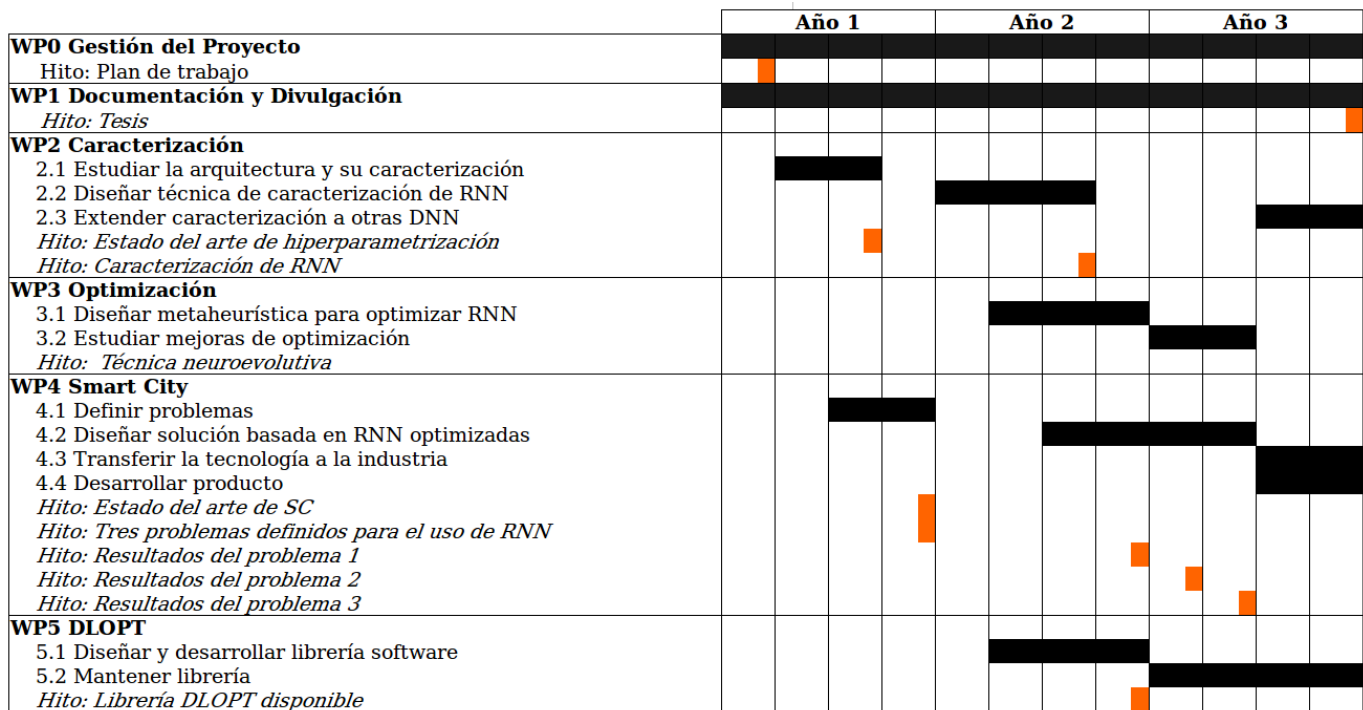 Año 1 Año 2 Año 3
WP0 Gestión del Proyecto
Hito: Plan de trabajo
WP1 Documentación y Divulgación
Hito: Tesis
WP2 Caracterización
2.1 Estudiar la arquitectura y su caracterización
2.2 Diseñar técnica de caracterización de RNN
2.3 Extender caracterización a otras DNN
Hito: Estado del arte de hiperparametrización
Hito: Caracterización de RNN
WP3 Optimización
3.1 Diseñar metaheurística para optimizar RNN
3.2 Estudiar mejoras de optimización
Hito: Técnica neuroevolutiva
WP4 Smart City
4.1 Definir problemas
4.2 Diseñar solución basada en RNN optimizadas
4.3 Transferir la tecnología a la industria
4.4 Desarrollar producto
Hito: Estado del arte de SC
Hito: Tres problemas definidos para el uso de RNN
Hito: Resultados del problema 1
Hito: Resultados del problema 2
Hito: Resultados del problema 3
WP5 DLOPT
5.1 Diseñar y desarrollar librería software
5.2 Mantener librería
Hito: Librería DLOPT disponible